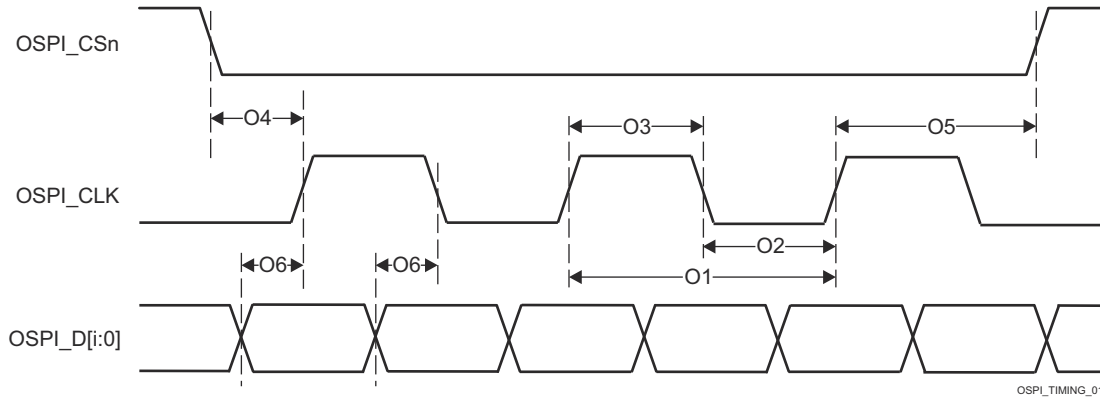 OSPI_CSn
O4
O3
O5
OSPI_CLK
O2
O6
O6
O1
OSPI_D[i:0]
OSPI_TIMING_01